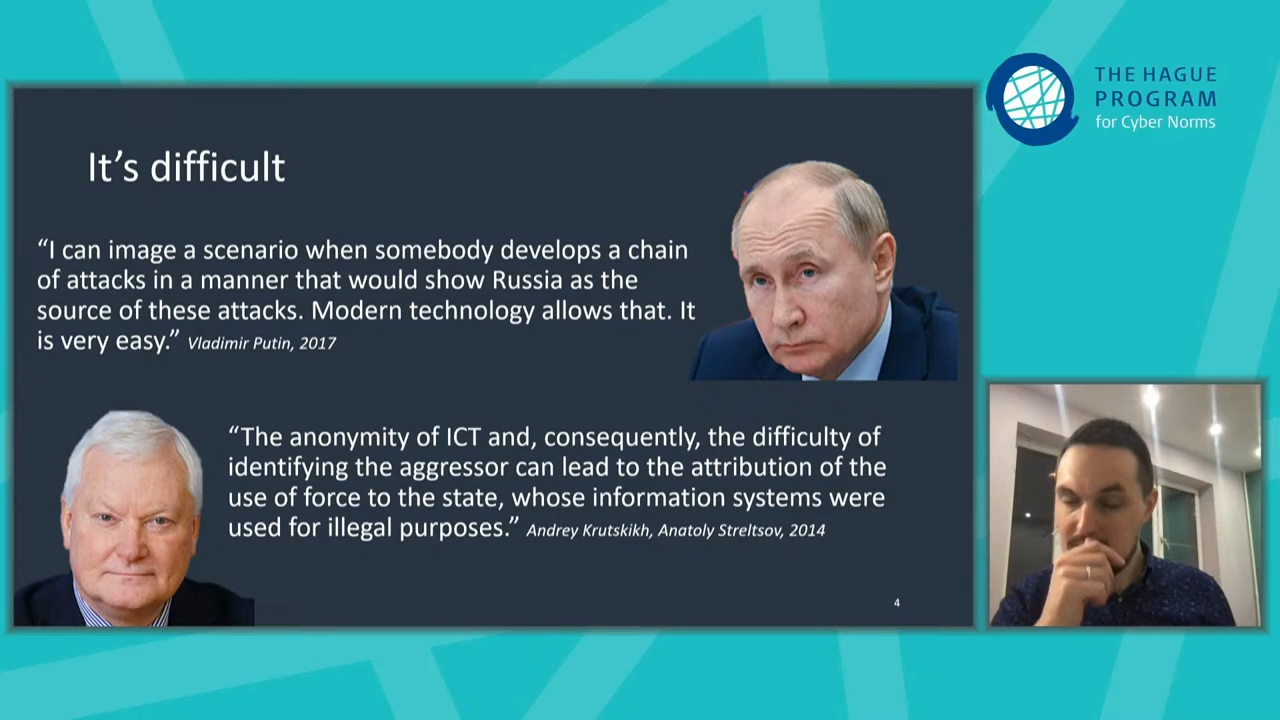 THE HAGUE
PROGRAM
for Cyber Norms
It's difficult
“I can image a scenario when somebody develops a chain
of attacks in a manner that would show Russia as the
source of these attacks. Modern technology allows that. It
is very easy.” Vladimir Putin, 2017
“The anonymity of ICT and, consequently, the difficulty of
identifying the aggressor can lead to the attribution of the
use of force to the state, whose information systems were
used for illegal purposes.” Andrey Krutskikh, Anatoly Streltsov, 2014
4